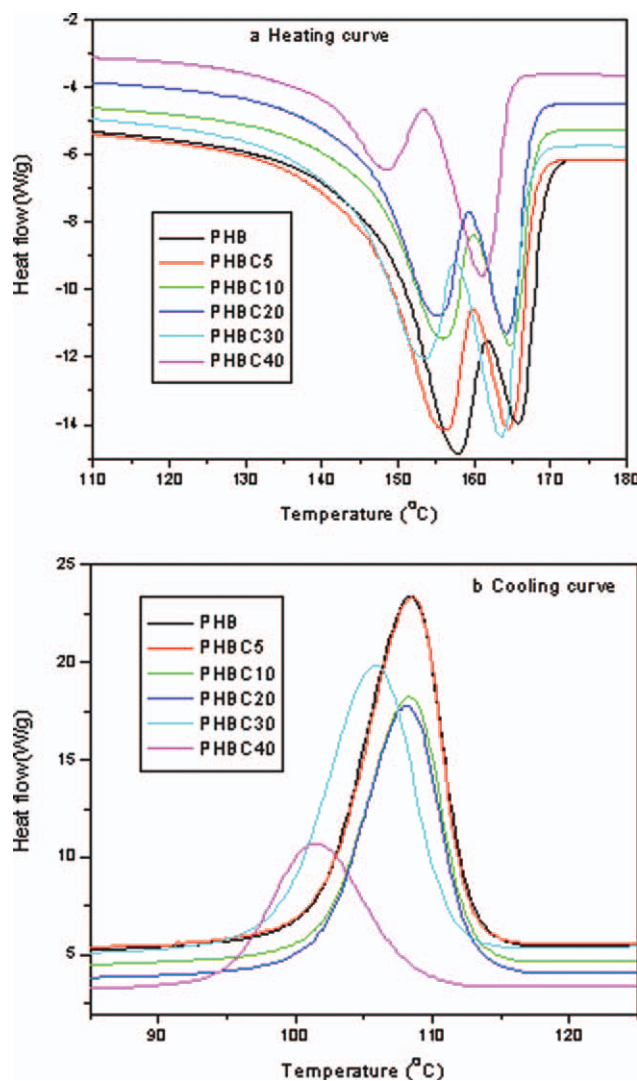 a Heating curve
-2
-4
-6
-8
-10
-12
-14
Heat flow(W/g)
PHB
PHBC5
PHBC10
PHBC20
PHBC30
PHBC40
110 120 130 140 150 160 170 180
Temperature (°C)
b Cooling curve
25
20
15
10
5
Heat flow(W/g)
PHB
PHBC5
PHBC10
PHBC20
PHBC30
PHBC40
90 100 110 120
Temperature (°C)